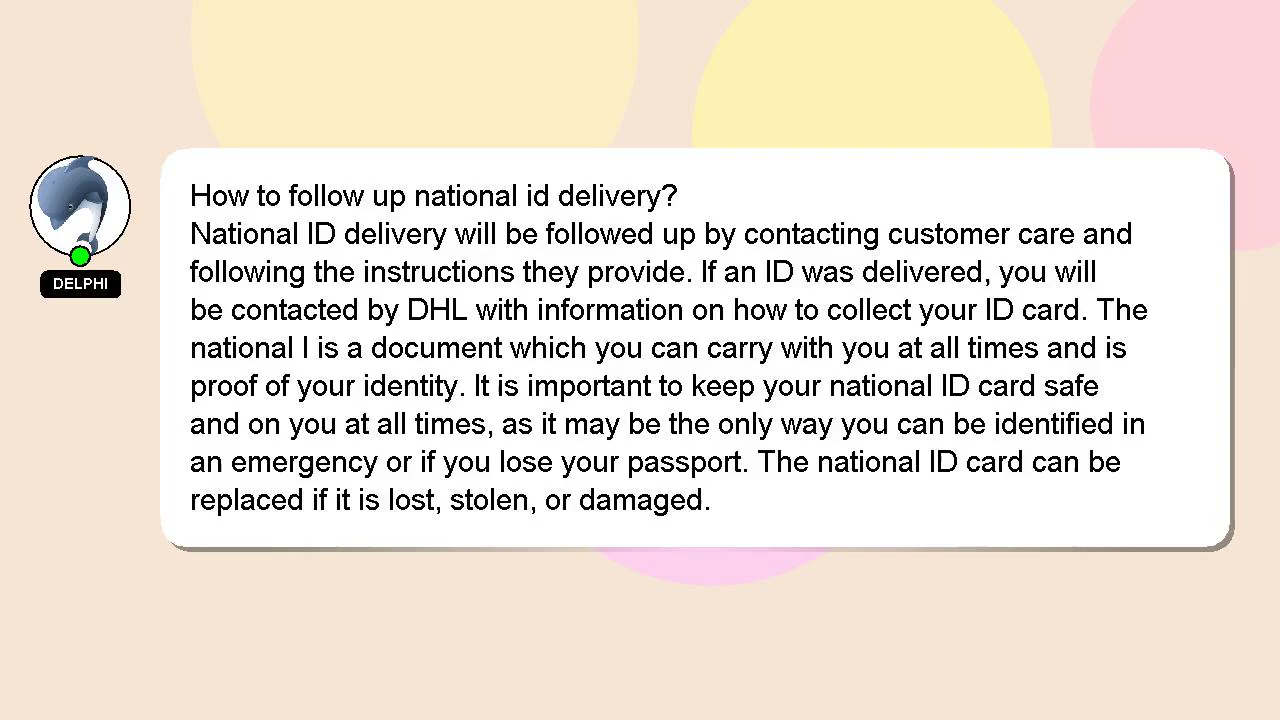 How to follow up national id delivery?
National ID delivery will be followed up by contacting customer care and
following the instructions they provide. If an ID was delivered, you will
be contacted by DHL with information on how to collect your ID card. The
national I is a document which you can carry with you at all times and is
proof of your identity. It is important to keep your national ID card safe
and on you at all times, as it may be the only way you can be identified in
an emergency or if you lose your passport. The national ID card can be
replaced if it is lost, stolen, or damaged.
DELPHI